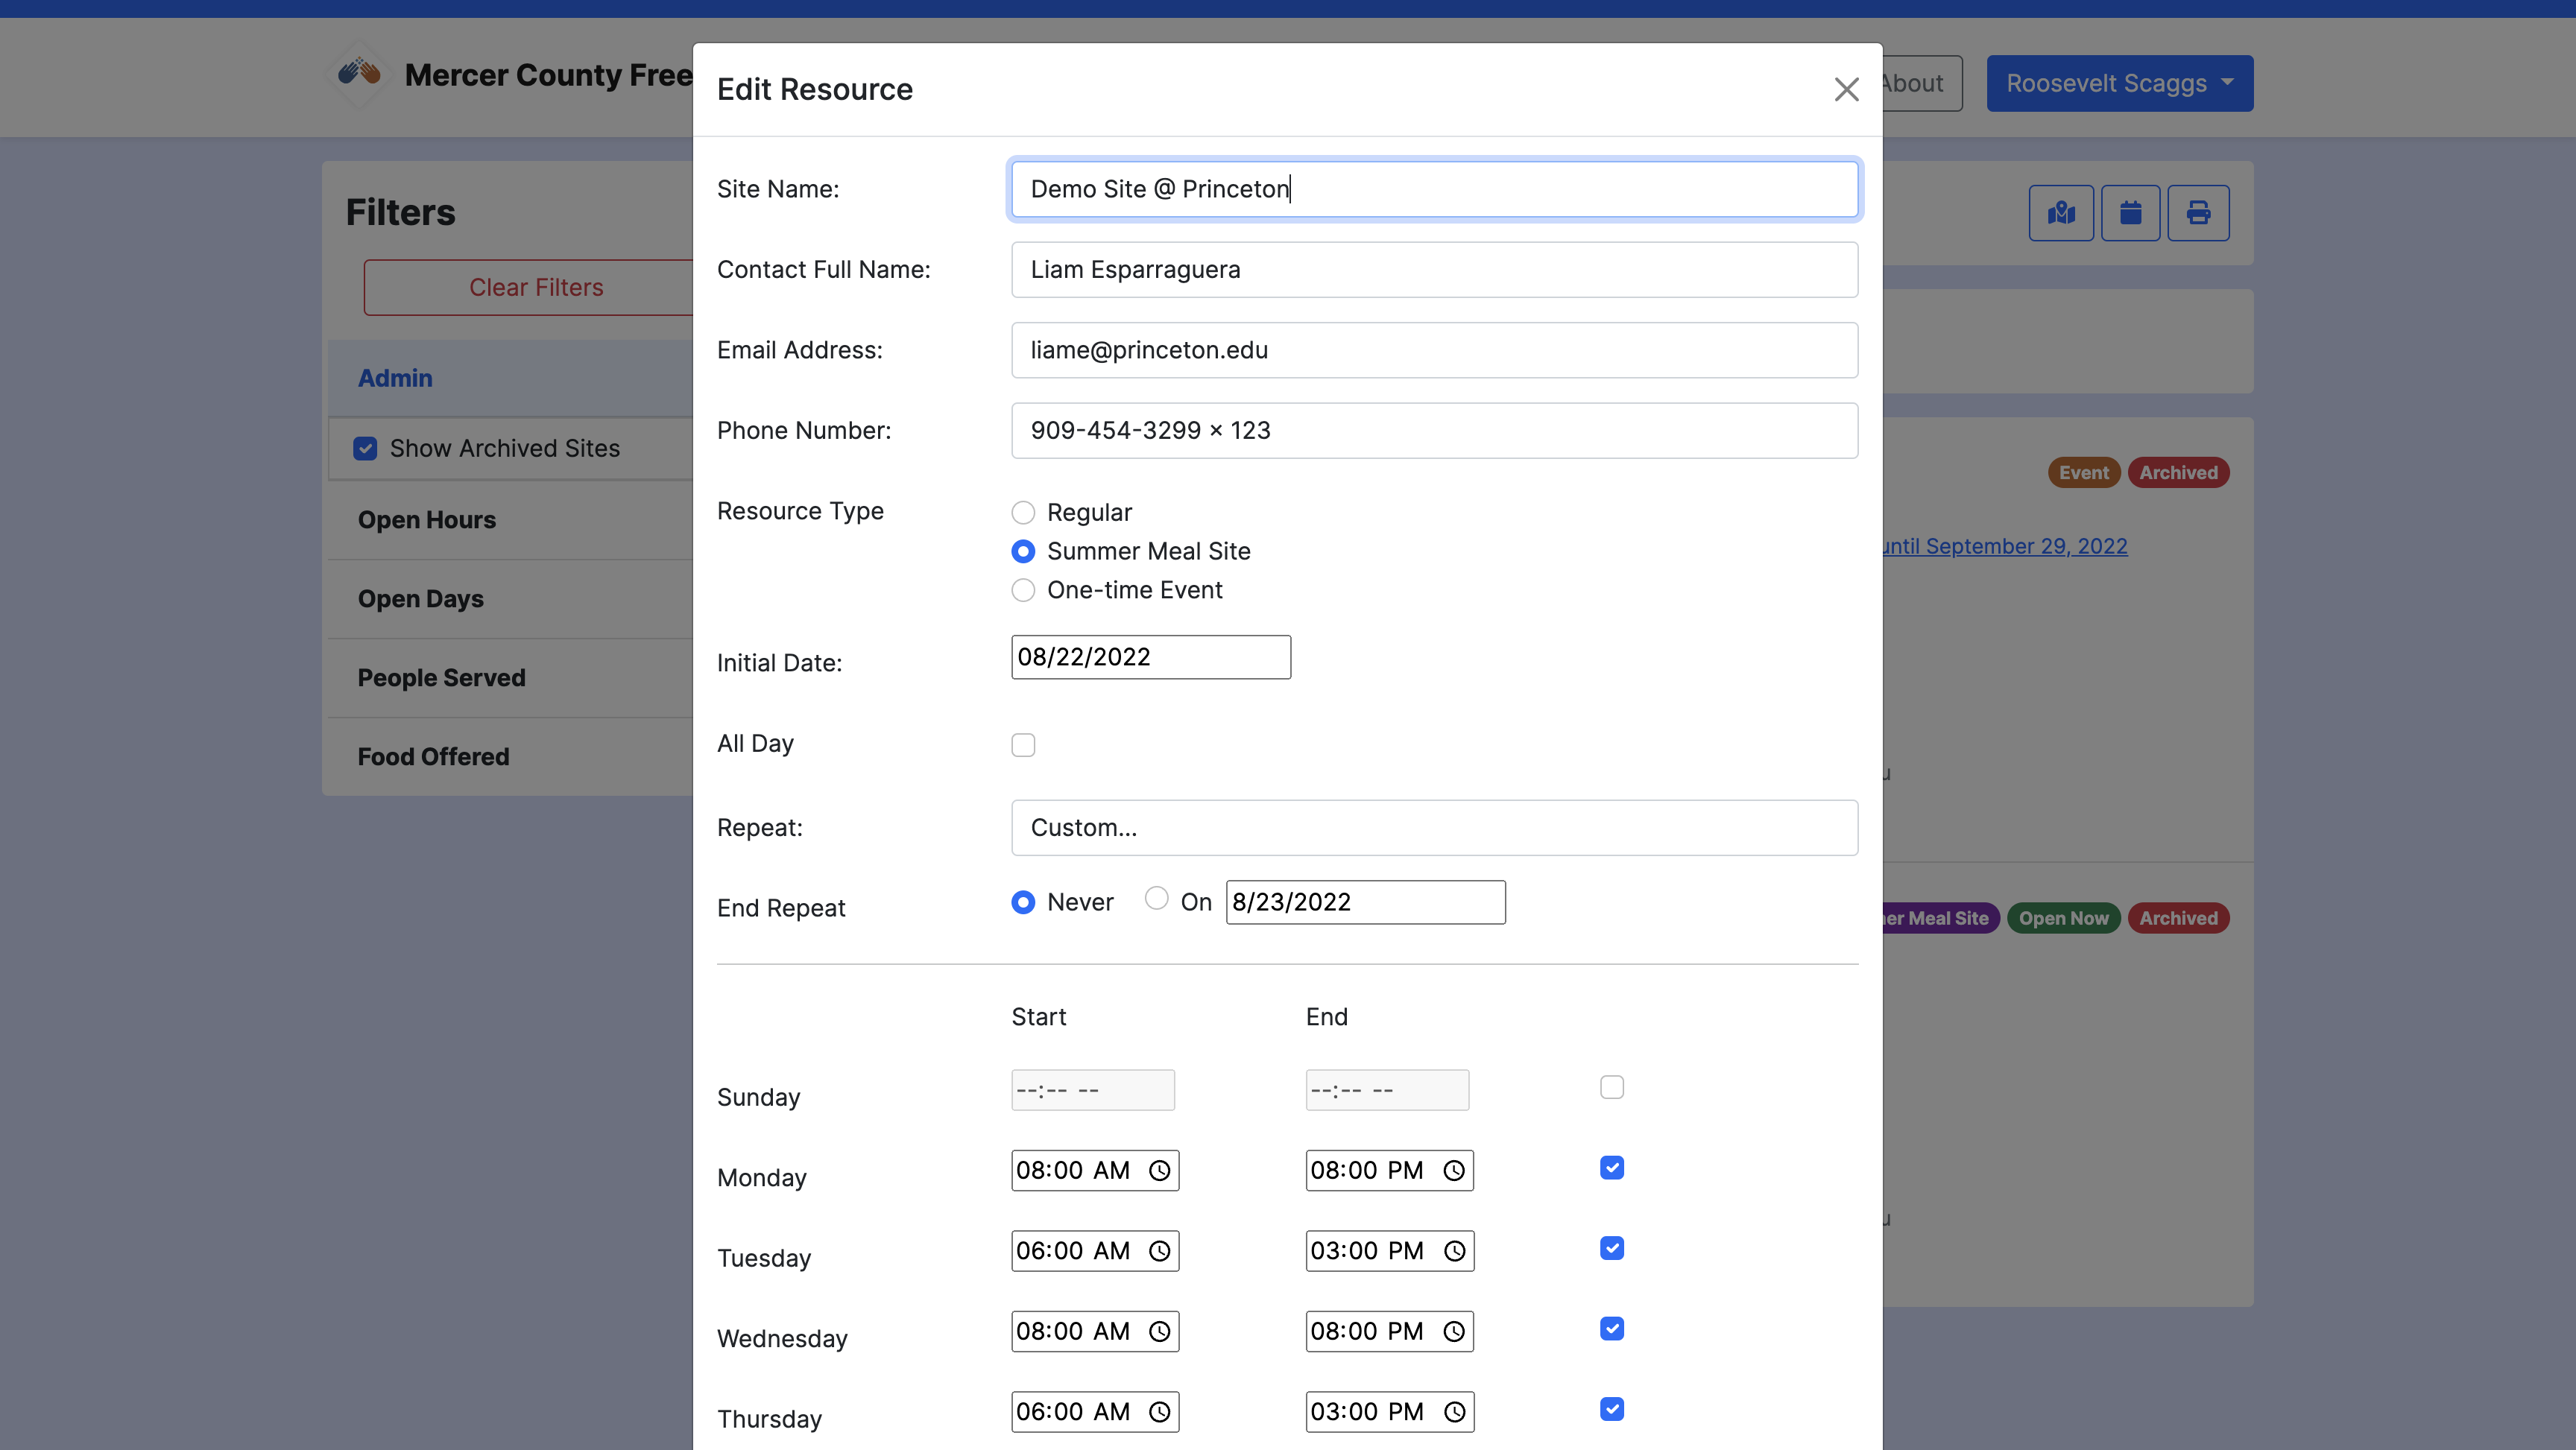 Mercer County Free
About
Roosevelt Scaggs
Filters
Clear Filters
Admin
Show Archived Sites
Open Hours
Open Days
People Served
Food Offered
Edit Resource
Site Name:
Demo Site @ Princeton
Contact Full Name:
Liam Esparraguera
Email Address:
liame@princeton.edu
Phone Number:
909-454-3299 × 123
Resource Type
Regular
Summer Meal Site
One-time Event
Initial Date:
08/22/2022
All Day
Repeat:
Custom...
End Repeat
Never On 8/23/2022
Start End
Sunday --:-- -- --:-- --
Monday 08:00 AM 08:00 PM
Tuesday 06:00 AM 03:00 PM
Wednesday 08:00 AM 08:00 PM
Thursday 06:00 AM 03:00 PM
Event Archived
until September 29, 2022
u
Meal Site Open Now Archived
u